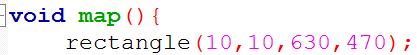 void map(){
    rectangle(10,10,630,470);